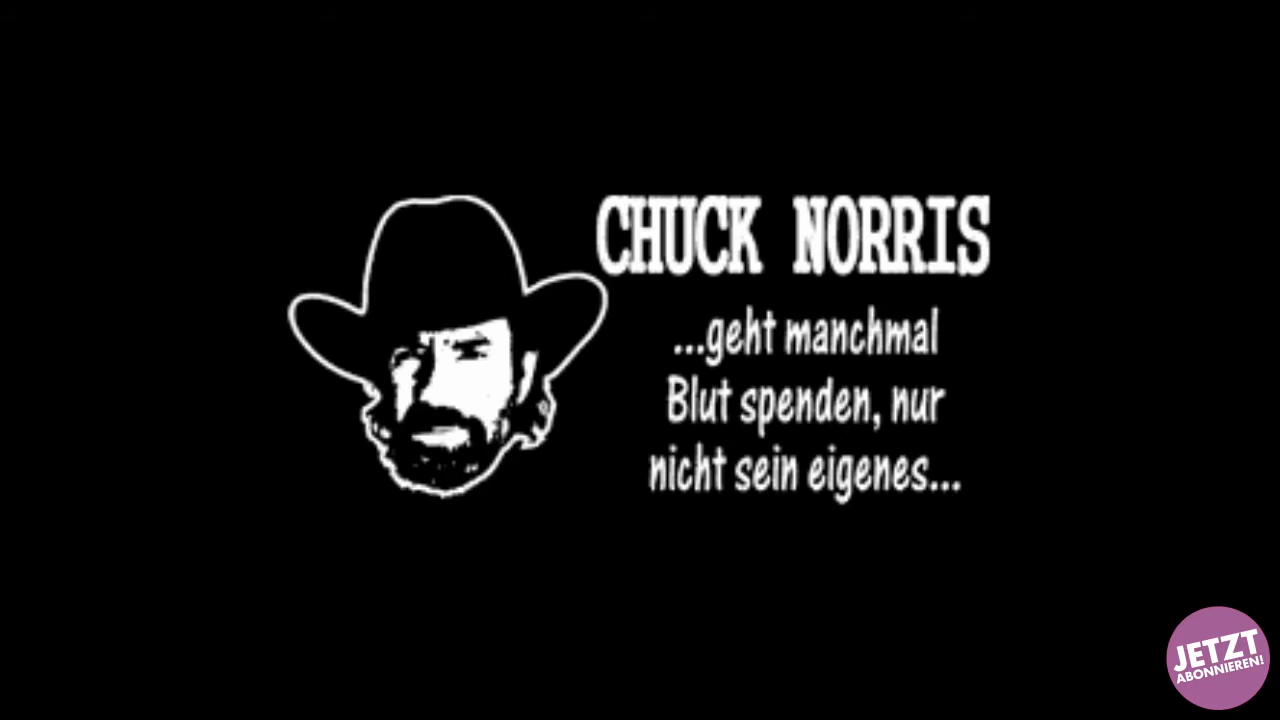 CHUCK NORRIS
...geht manchmal
Blut spenden, nur
nicht sein eigenes...
JETZT
ABONNIEREN!